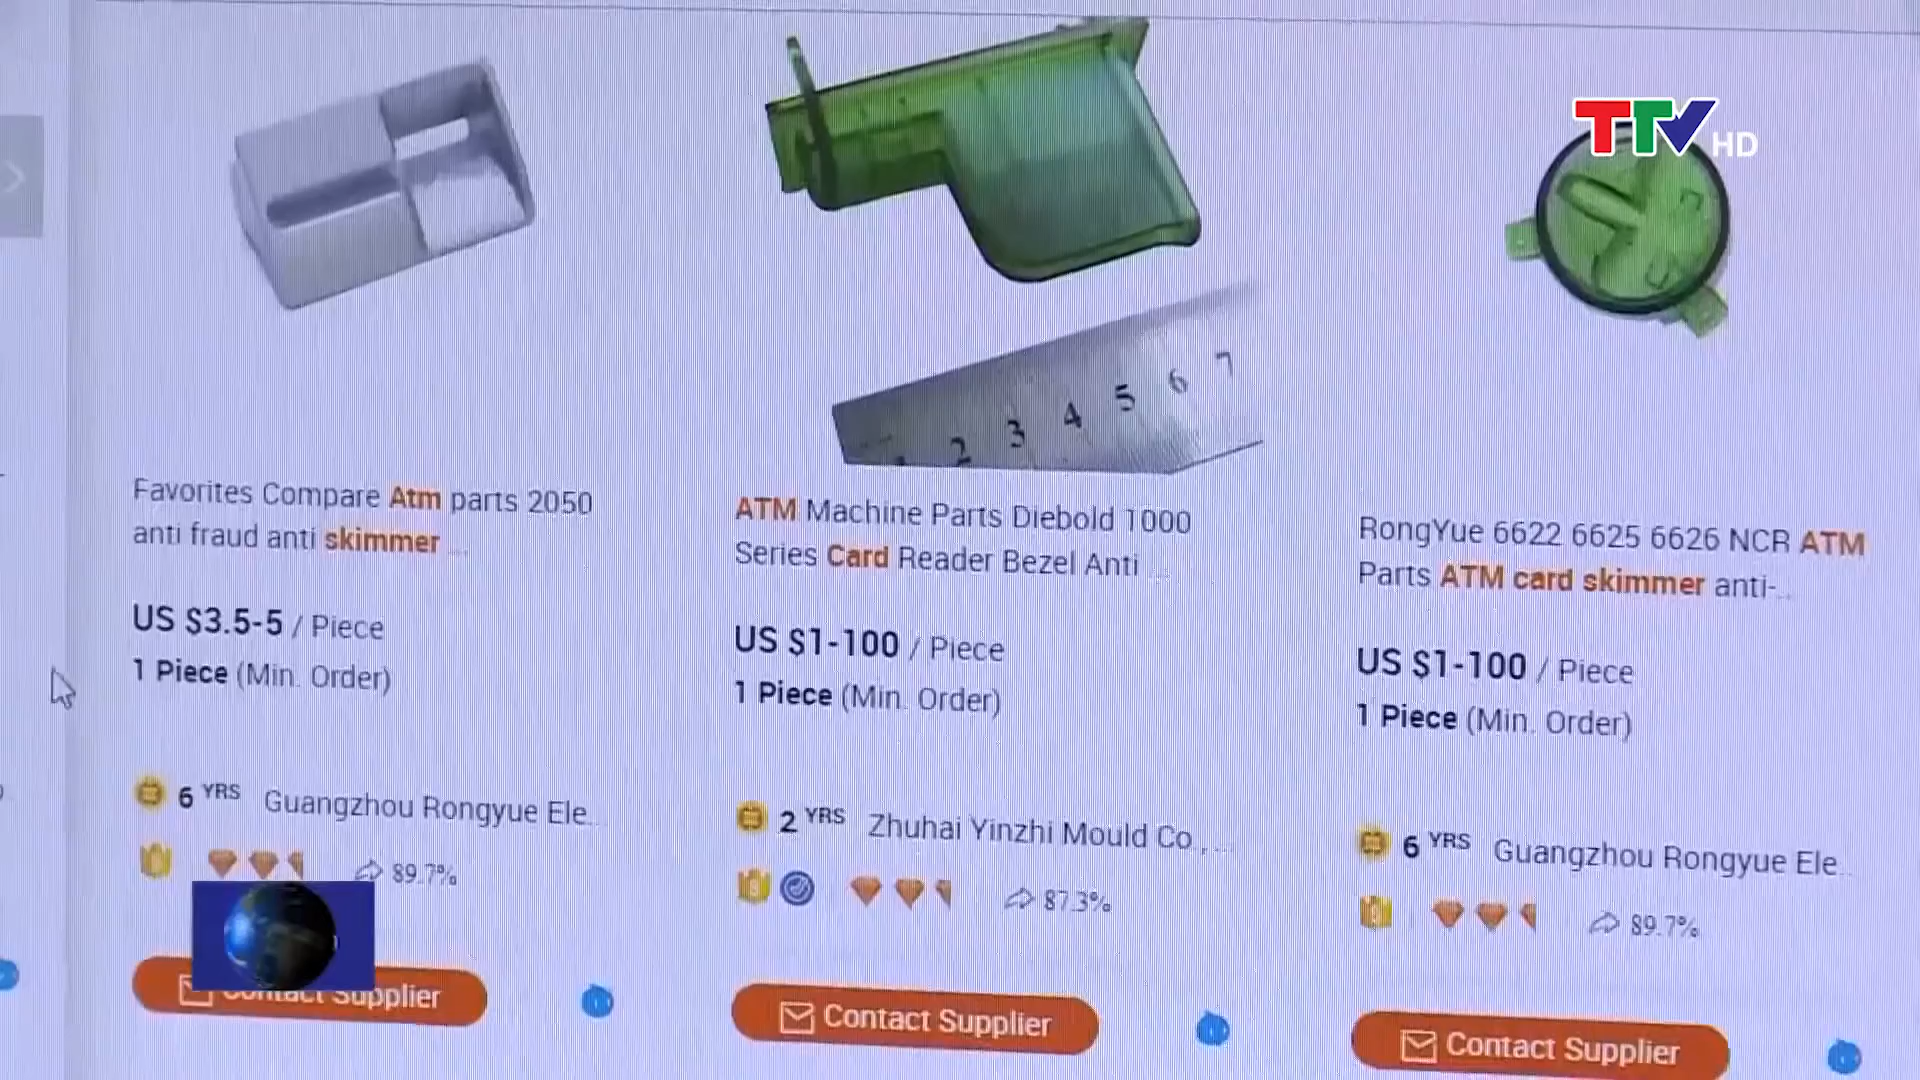 TTV HD
2 3 4 5 6 7
Favorites Compare Atm parts 2050
anti fraud anti skimmer ...
US $3.5-5 / Piece
1 Piece (Min. Order)
6 YRS Guangzhou Rongyue Ele...
89.7%
Contact Supplier
ATM Machine Parts Diebold 1000
Series Card Reader Bezel Anti ...
US $1-100 / Piece
1 Piece (Min. Order)
2 YRS Zhuhai Yinzhi Mould Co., ...
87.3%
Contact Supplier
RongYue 6622 6625 6626 NCR ATM
Parts ATM card skimmer anti-...
US $1-100 / Piece
1 Piece (Min. Order)
6 YRS Guangzhou Rongyue Ele...
89.7%
Contact Supplier